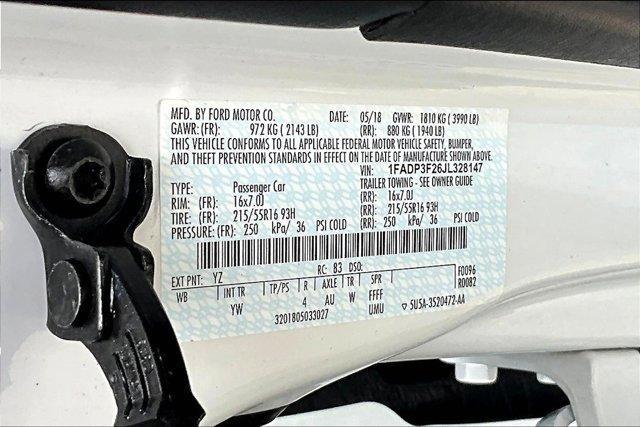 MFD. BY FORD MOTOR CO. DATE: 05/18 GVWR: 1810 KG ( 3990 LB)
GAWR: (FR): 972 KG ( 2143 LB) (RR): 880 KG ( 1940 LB)
THIS VEHICLE CONFORMS TO ALL APPLICABLE FEDERAL MOTOR VEHICLE SAFETY, BUMPER,
AND THEFT PREVENTION STANDARDS IN EFFECT ON THE DATE OF MANUFACTURE SHOWN ABOVE.
VIN: 1FADP3F26JL328147
TYPE: Passenger Car TRAILER TOWING - SEE OWNER GUIDE
RIM: (FR) 16x7.0J (RR): 16x7.0J
TIRE: (FR) 215/55R16 93H (RR): 215/55R16 93H
PRESSURE: (FR) 250 kPa/ 36 PSI COLD (RR): 250 kPa/ 36 PSI COLD
EXT PNT: YZ RC: 83 DSO: F0096
WB INT TR TP/PS R AXLE TR SPR R0082
YW 4 AU W FFFF
3201805033027 UMU 5U5A-3520472-AA